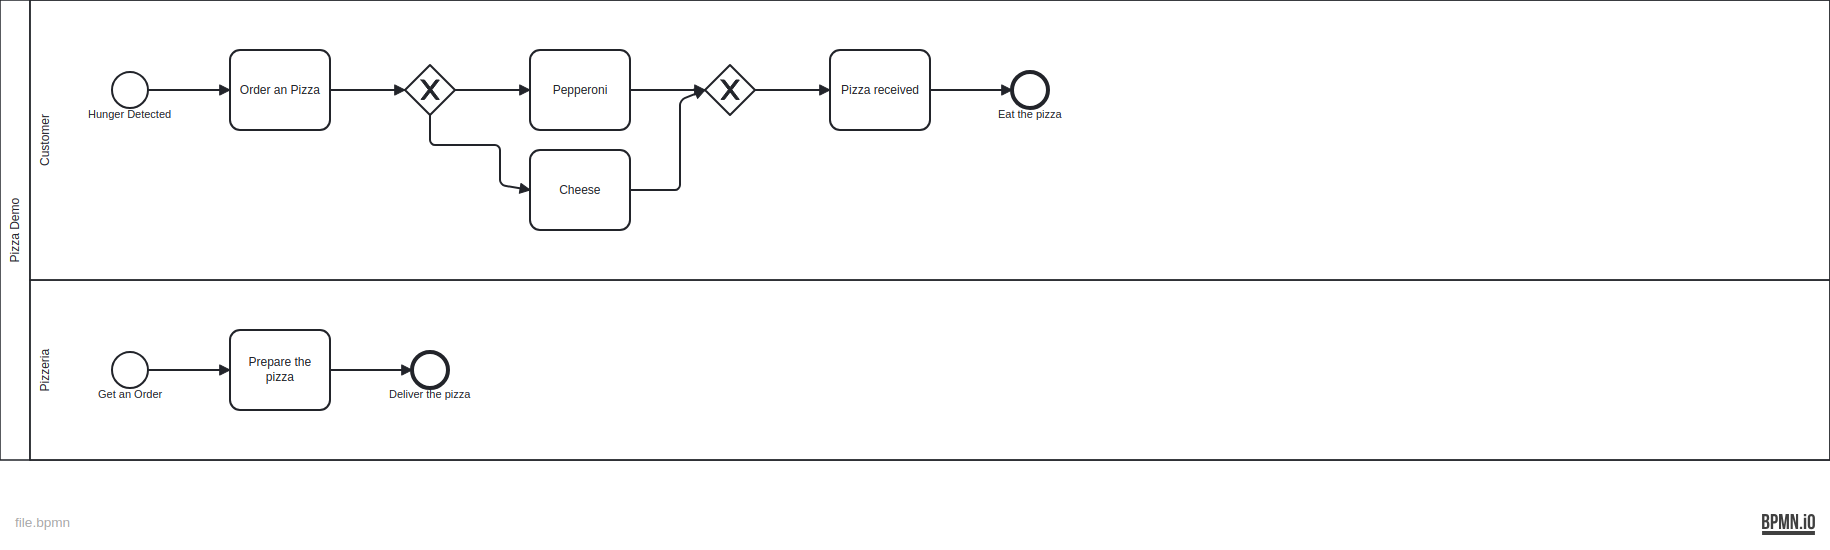 Pizza Demo
Customer
Hunger Detected
Order an Pizza
X
Pepperoni
Cheese
X
Pizza received
Eat the pizza
Pizzeria
Get an Order
Prepare the
pizza
Deliver the pizza
file.bpmn
BPMN.iO